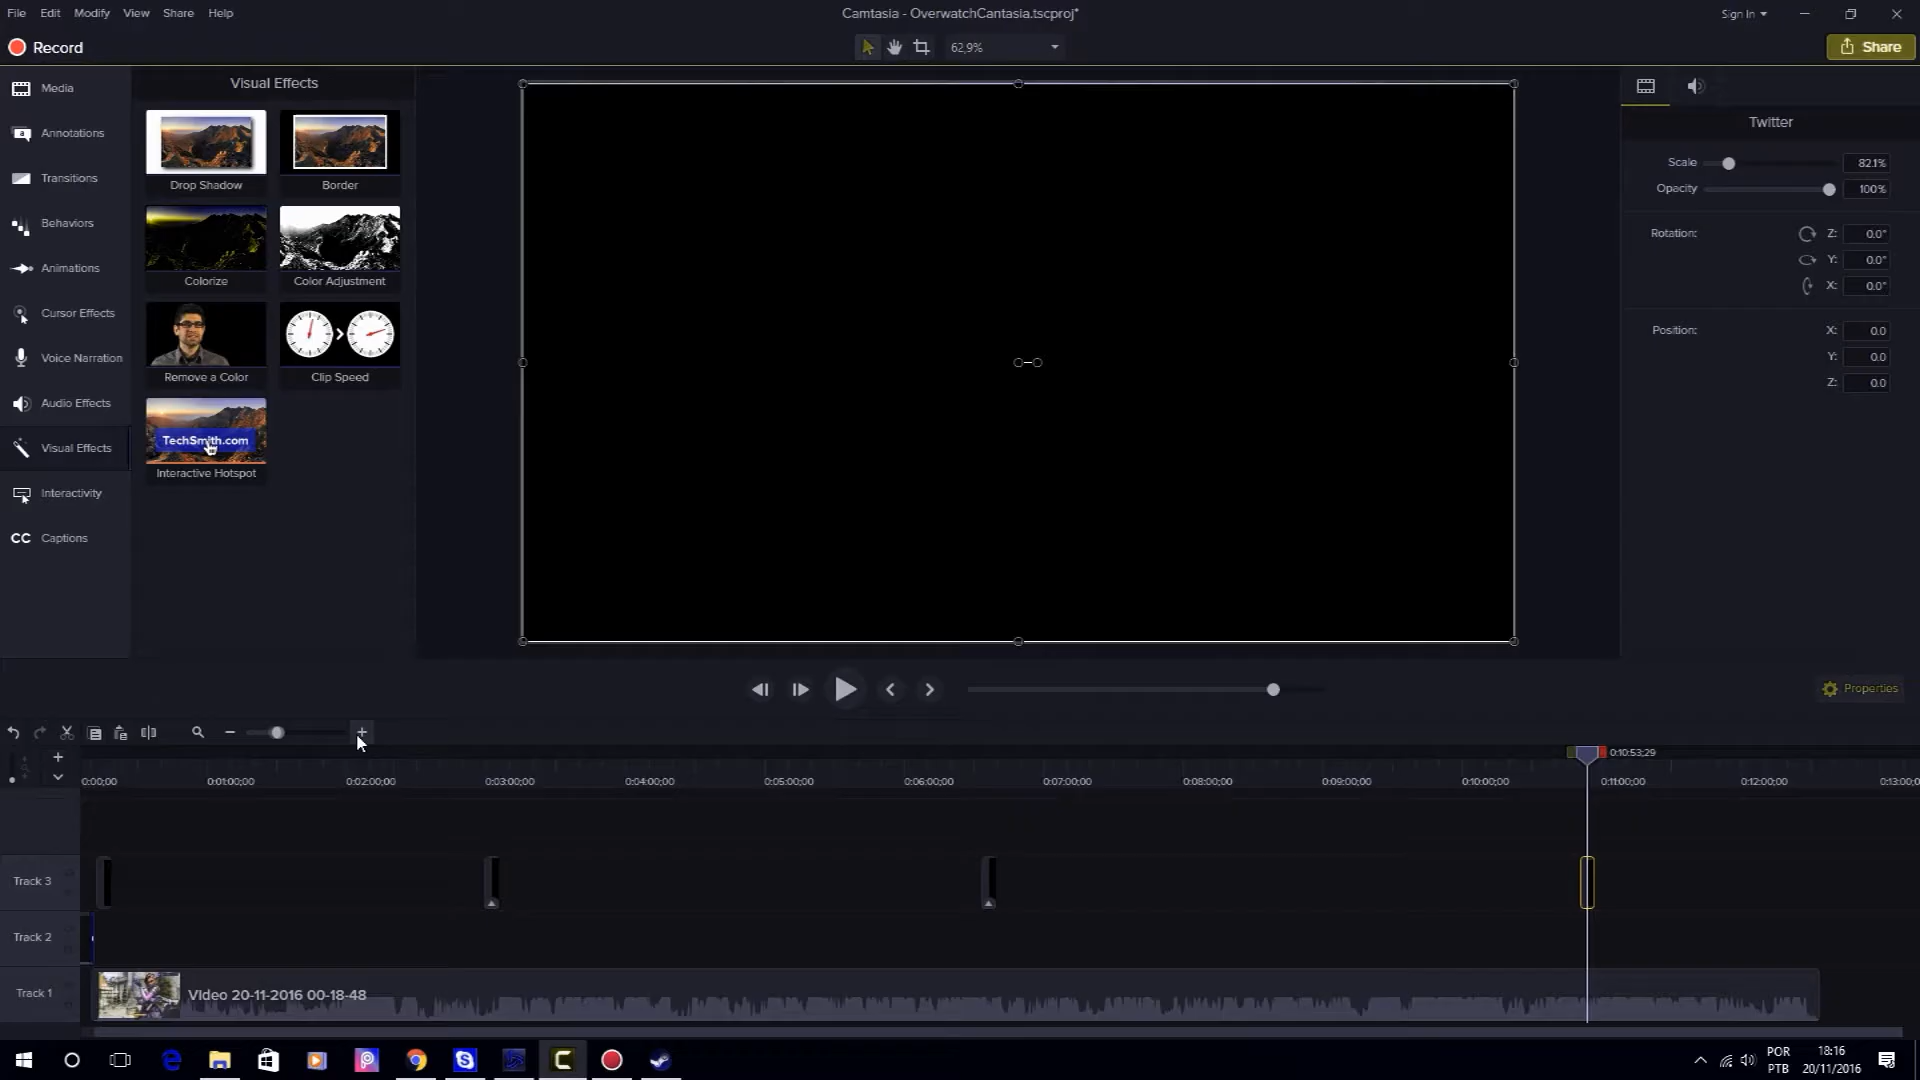 File Edit Modify View Share Help
Camtasia - OverwatchCantasia.tscproj*
Sign In
Record
62,9%
Share
Media
Annotations
Transitions
Behaviors
Animations
Cursor Effects
Voice Narration
Audio Effects
Visual Effects
Interactivity
CC Captions
Visual Effects
Drop Shadow
Border
Colorize
Color Adjustment
Remove a Color
Clip Speed
TechSmith.com
Interactive Hotspot
Twitter
Scale 82.1%
Opacity 100%
Rotation: Z: 0.0°
Y: 0.0°
X: 0.0°
Position: X: 0.0
Y: 0.0
Z: 0.0
Properties
0:10:53;29
0:00;00 0:01:00;00 0:02:00;00 0:03:00;00 0:04:00;00 0:05:00;00 0:06:00;00 0:07:00;00 0:08:00;00 0:09:00;00 0:10:00;00 0:11:00;00 0:12:00;00 0:13:00;0
Track 3
Track 2
Track 1
Video 20-11-2016 00-18-48
POR
PTB
18:16
20/11/2016